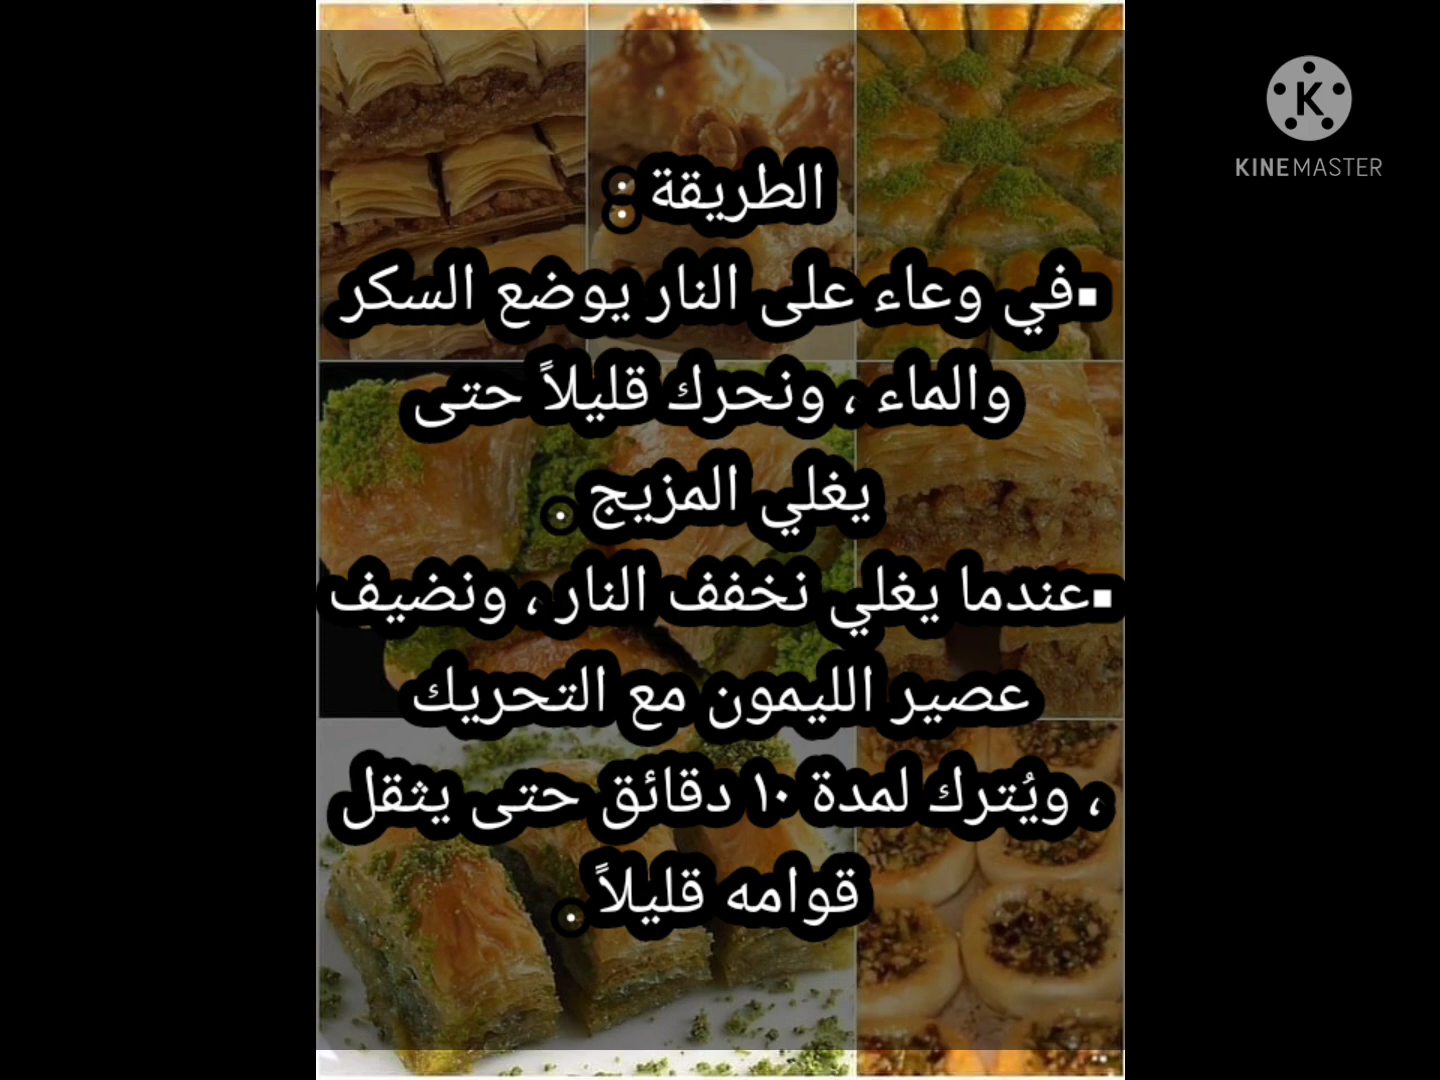 الطريقة :
▪في وعاء على النار يوضع السكر
والماء ، ونحرك قليلاً حتى
يغلي المزيج .
▪عندما يغلي نخفف النار ، ونضيف
عصير الليمون مع التحريك
، ويُترك لمدة ١٠ دقائق حتى يثقل
قوامه قليلاً .
K
KINEMASTER